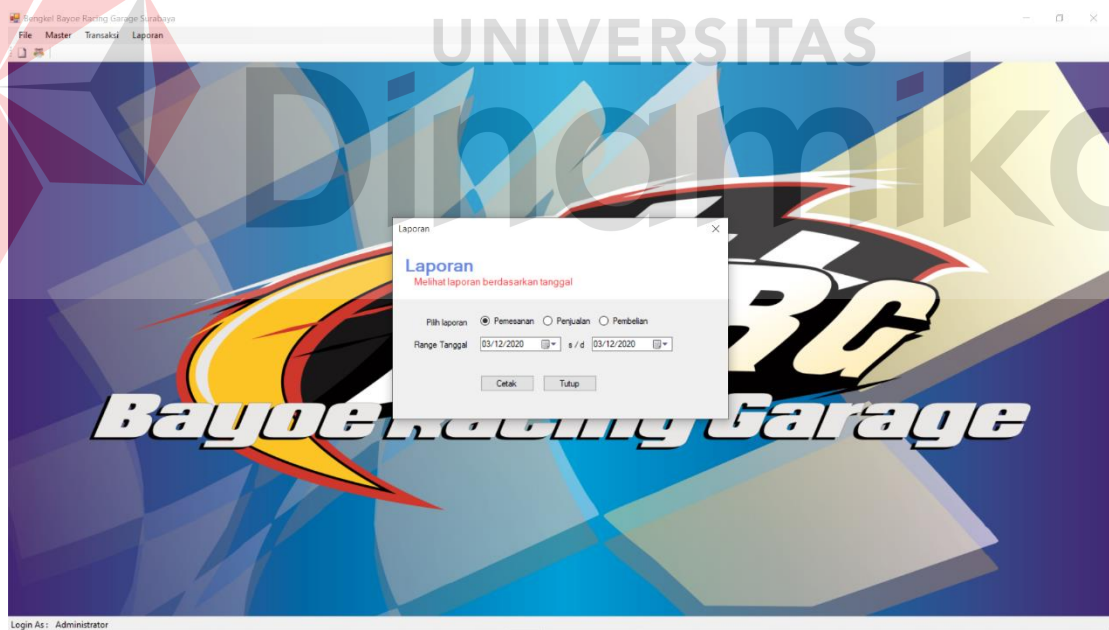 Bengkel Bayoe Racing Garage Surabaya
File Master Transaksi Laporan
UNIVERSITAS
Dinamika
Laporan
Laporan
Melihat laporan berdasarkan tanggal
Pilih laporan Pemesanan Penjualan Pembelian
Range Tanggal 03/12/2020 s / d 03/12/2020
Cetak Tutup
RG
Bayoe Racing Garage
Login As : Administrator